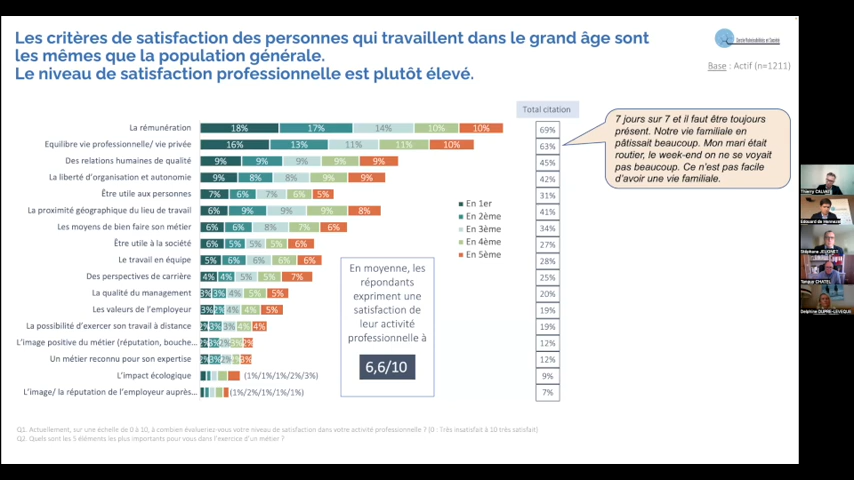 Les critères de satisfaction des personnes qui travaillent dans le grand âge sont
les mêmes que la population générale.
Le niveau de satisfaction professionnelle est plutôt élevé.
Base : Actif (n=1211)
Total citation
La rémunération 18% 17% 14% 10% 10% 69%
Equilibre vie professionnelle/ vie privée 16% 13% 11% 11% 10% 63%
Des relations humaines de qualité 9% 9% 9% 9% 9% 45%
La liberté d'organisation et autonomie 9% 8% 8% 9% 9% 42%
Être utile aux personnes 7% 6% 7% 6% 5% 31%
La proximité géographique du lieu de travail 6% 9% 9% 9% 8% 41%
Les moyens de bien faire son métier 6% 6% 8% 7% 6% 34%
Être utile à la société 6% 5% 5% 5% 6% 27%
Le travail en équipe 5% 6% 6% 6% 6% 28%
Des perspectives de carrière 4% 4% 5% 5% 7% 25%
La qualité du management 3% 3% 4% 5% 5% 20%
Les valeurs de l'employeur 3% 2% 4% 4% 5% 19%
La possibilité d'exercer son travail à distance 3% 3% 4% 4% 19%
L'image positive du métier (réputation, bouche... 12%
Un métier reconnu pour son expertise 12%
L'impact écologique (1%/1%/1%/2%/3%) 9%
L'image/ la réputation de l'employeur auprès... (1%/2%/1%/1%/1%) 7%
En 1er
En 2ème
En 3ème
En 4ème
En 5ème
En moyenne, les
répondants
expriment une
satisfaction de
leur activité
professionnelle à
6,6/10
7 jours sur 7 et il faut être toujours
présent. Notre vie familiale en
pâtissait beaucoup. Mon mari était
routier, le week-end on ne se voyait
pas beaucoup. Ce n'est pas facile
d'avoir une vie familiale.
Q1. Actuellement, sur une échelle de 0 à 10, à combien évalueriez-vous votre niveau de satisfaction dans votre activité professionnelle ? (0 : Très insatisfait à 10 très satisfait)
Q2. Quels sont les 5 éléments les plus importants pour vous dans l'exercice d'un métier ?
Thierry
Edouard de
Stéphane
CHATEL
Delphine DUPRE-LEVEQUE